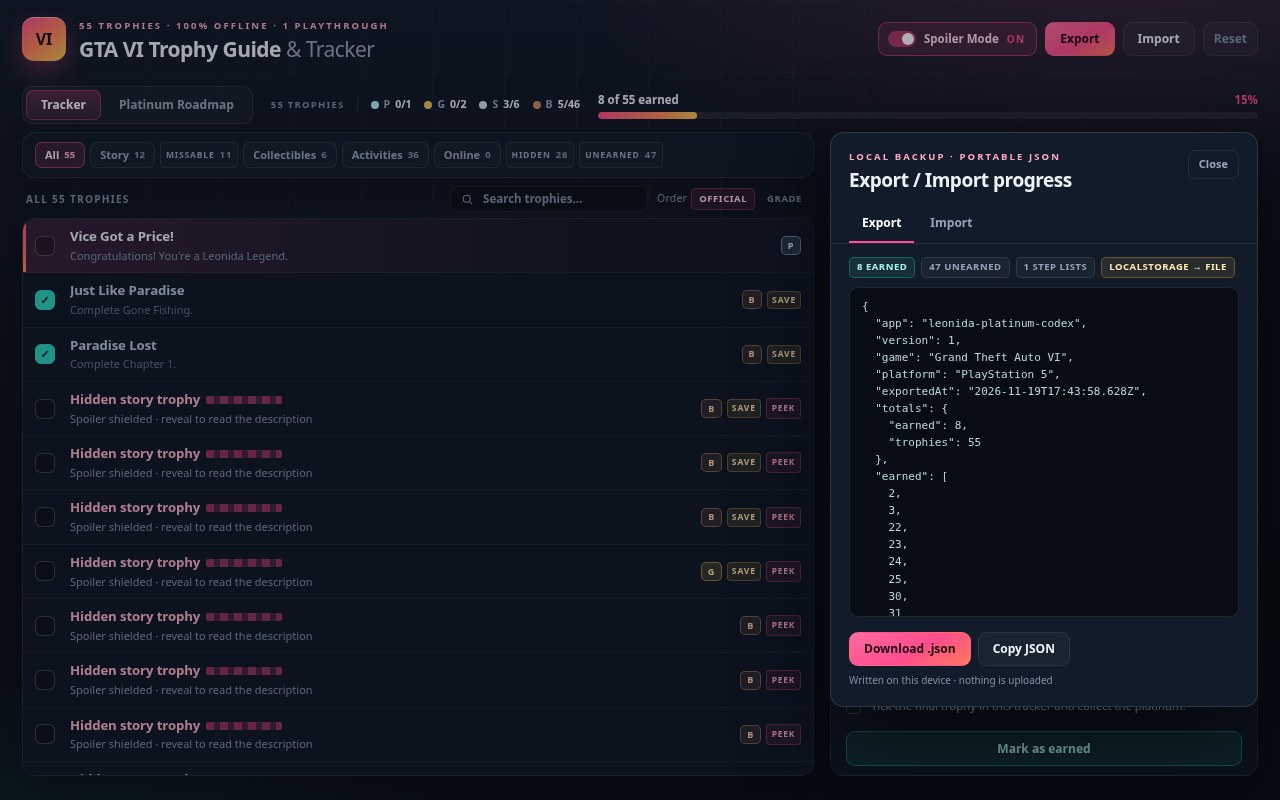 VI
55 TROPHIES · 100% OFFLINE · 1 PLAYTHROUGH
GTA VI Trophy Guide & Tracker
Spoiler Mode ON
Export
Import
Reset
Tracker
Platinum Roadmap
55 TROPHIES
P 0/1
G 0/2
S 3/6
B 5/46
8 of 55 earned
15%
All 55
Story 12
MISSABLE 11
Collectibles 6
Activities 36
Online 0
HIDDEN 28
UNEARNED 47
ALL 55 TROPHIES
Search trophies...
Order
OFFICIAL
GRADE
Vice Got a Price!
Congratulations! You're a Leonida Legend.
P
Just Like Paradise
Complete Gone Fishing.
B SAVE
Paradise Lost
Complete Chapter 1.
B SAVE
Hidden story trophy
Spoiler shielded · reveal to read the description
B SAVE PEEK
Hidden story trophy
Spoiler shielded · reveal to read the description
B SAVE PEEK
Hidden story trophy
Spoiler shielded · reveal to read the description
B SAVE PEEK
Hidden story trophy
Spoiler shielded · reveal to read the description
G SAVE PEEK
Hidden story trophy
Spoiler shielded · reveal to read the description
B PEEK
Hidden story trophy
Spoiler shielded · reveal to read the description
B PEEK
Hidden story trophy
Spoiler shielded · reveal to read the description
B PEEK
LOCAL BACKUP · PORTABLE JSON
Export / Import progress
Close
Export
Import
8 EARNED
47 UNEARNED
1 STEP LISTS
LOCALSTORAGE → FILE
{
"app": "leonida-platinum-codex",
"version": 1,
"game": "Grand Theft Auto VI",
"platform": "PlayStation 5",
"exportedAt": "2026-11-19T17:43:58.628Z",
"totals": {
"earned": 8,
"trophies": 55
},
"earned": [
2,
3,
22,
23,
24,
25,
30,
31
Download .json
Copy JSON
Written on this device · nothing is uploaded
Tick the final trophy in this tracker and collect the platinum.
Mark as earned